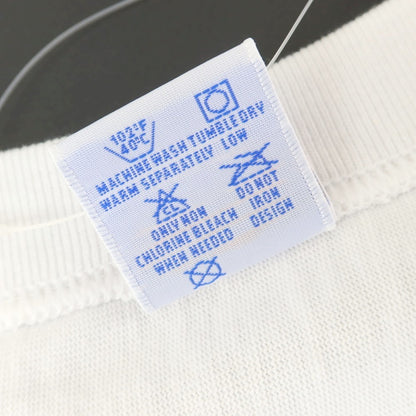 102°F
40°C
MACHINE WASH TUMBLE DRY
WARM SEPARATELY LOW
CL
ONLY NON
CHLORINE BLEACH
WHEN NEEDED
DO NOT
IRON
DESIGN